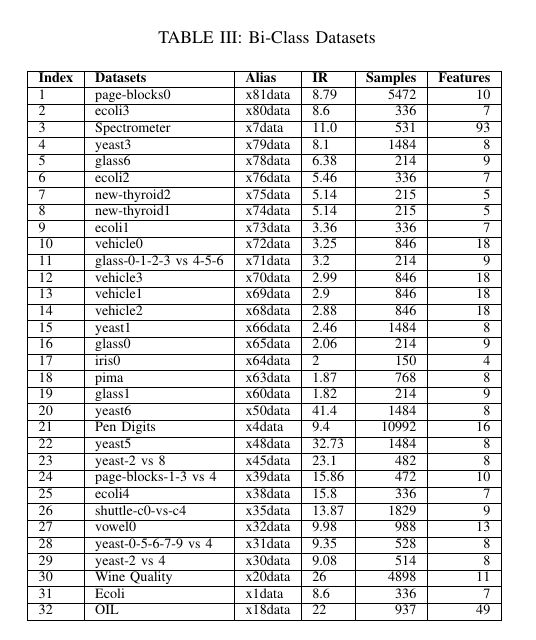 TABLE III: Bi-Class Datasets
Index Datasets Alias IR Samples Features
1 page-blocks0 x81data 8.79 5472 10
2 ecoli3 x80data 8.6 336 7
3 Spectrometer x7data 11.0 531 93
4 yeast3 x79data 8.1 1484 8
5 glass6 x78data 6.38 214 9
6 ecoli2 x76data 5.46 336 7
7 new-thyroid2 x75data 5.14 215 5
8 new-thyroid1 x74data 5.14 215 5
9 ecoli1 x73data 3.36 336 7
10 vehicle0 x72data 3.25 846 18
11 glass-0-1-2-3 vs 4-5-6 x71data 3.2 214 9
12 vehicle3 x70data 2.99 846 18
13 vehicle1 x69data 2.9 846 18
14 vehicle2 x68data 2.88 846 18
15 yeast1 x66data 2.46 1484 8
16 glass0 x65data 2.06 214 9
17 iris0 x64data 2 150 4
18 pima x63data 1.87 768 8
19 glass1 x60data 1.82 214 9
20 yeast6 x50data 41.4 1484 8
21 Pen Digits x4data 9.4 10992 16
22 yeast5 x48data 32.73 1484 8
23 yeast-2 vs 8 x45data 23.1 482 8
24 page-blocks-1-3 vs 4 x39data 15.86 472 10
25 ecoli4 x38data 15.8 336 7
26 shuttle-c0-vs-c4 x35data 13.87 1829 9
27 vowel0 x32data 9.98 988 13
28 yeast-0-5-6-7-9 vs 4 x31data 9.35 528 8
29 yeast-2 vs 4 x30data 9.08 514 8
30 Wine Quality x20data 26 4898 11
31 Ecoli x1data 8.6 336 7
32 OIL x18data 22 937 49